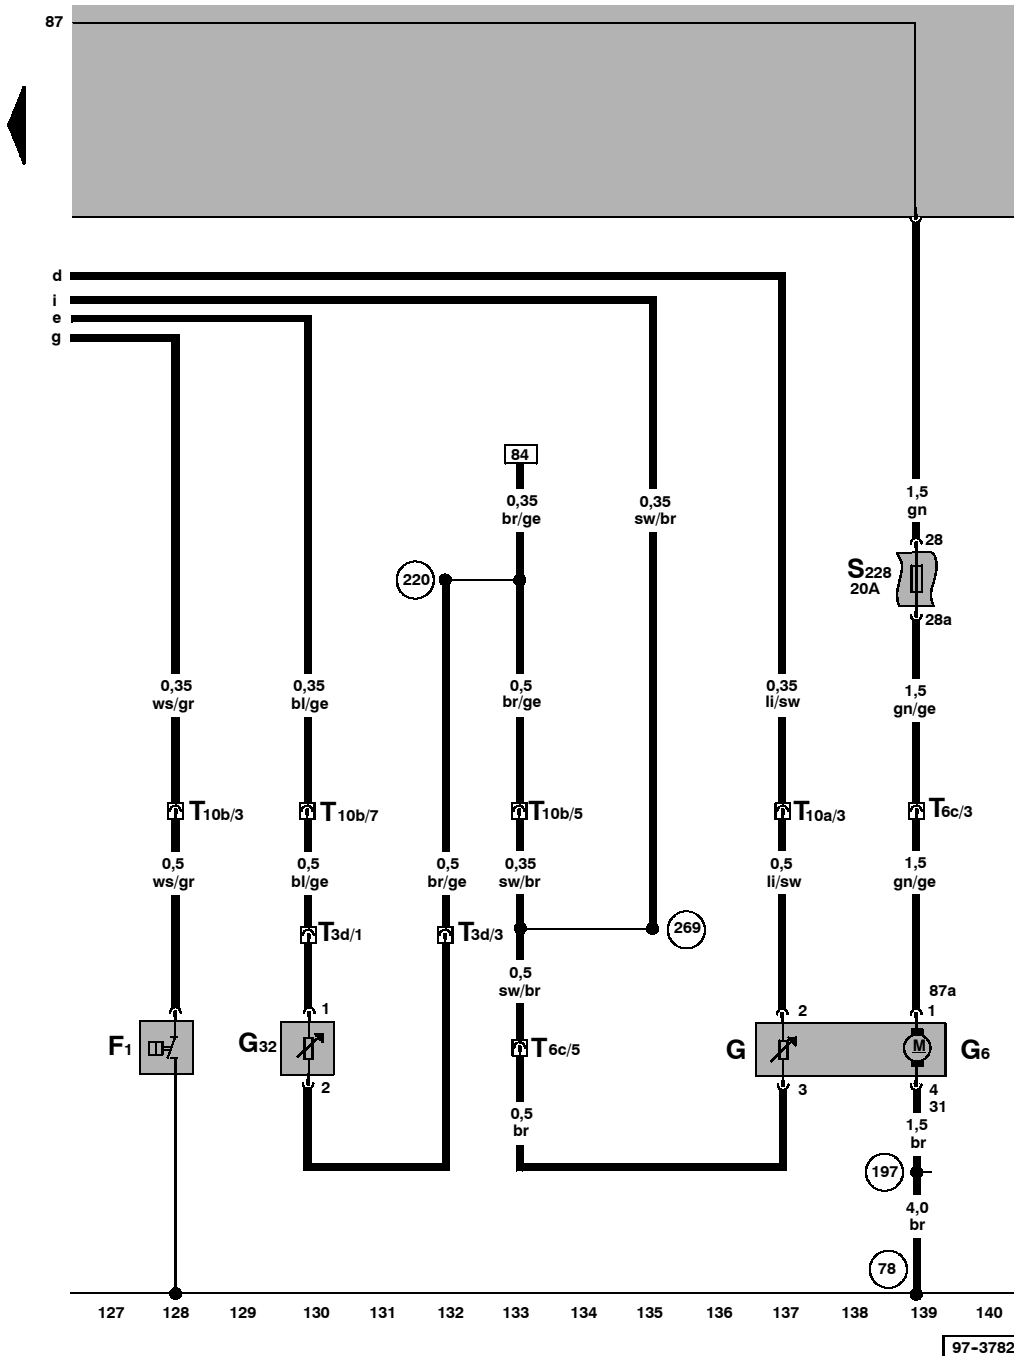 87
d
i
e
g
84
0,35
br/ge
0,35
sw/br
1,5
gn
28
S228
20A
28a
220
0,35
ws/gr
0,35
bl/ge
0,5
br/ge
0,35
li/sw
1,5
gn/ge
T10b/3
T10b/7
T10b/5
T10a/3
T6c/3
0,5
ws/gr
0,5
bl/ge
0,5
br/ge
0,35
sw/br
0,5
li/sw
1,5
gn/ge
T3d/1
T3d/3
269
0,5
sw/br
87a
1
2
1
F1
G32
T6c/5
G
M
G6
2
3
4
31
0,5
br
1,5
br
197
4,0
br
78
127 128 129 130 131 132 133 134 135 136 137 138 139 140
97-3782